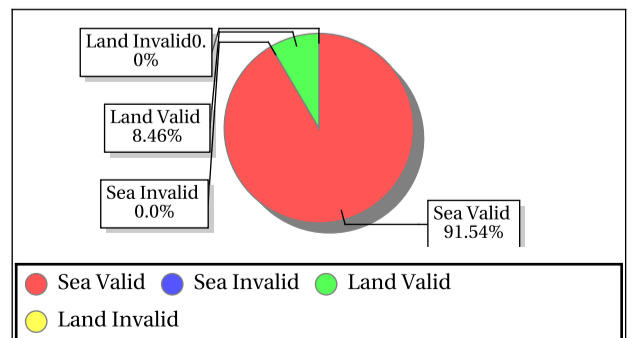 Land Invalid0.
0%
Land Valid
8.46%
Sea Invalid
0.0%
Sea Valid
91.54%
Sea Valid Sea Invalid Land Valid
Land Invalid